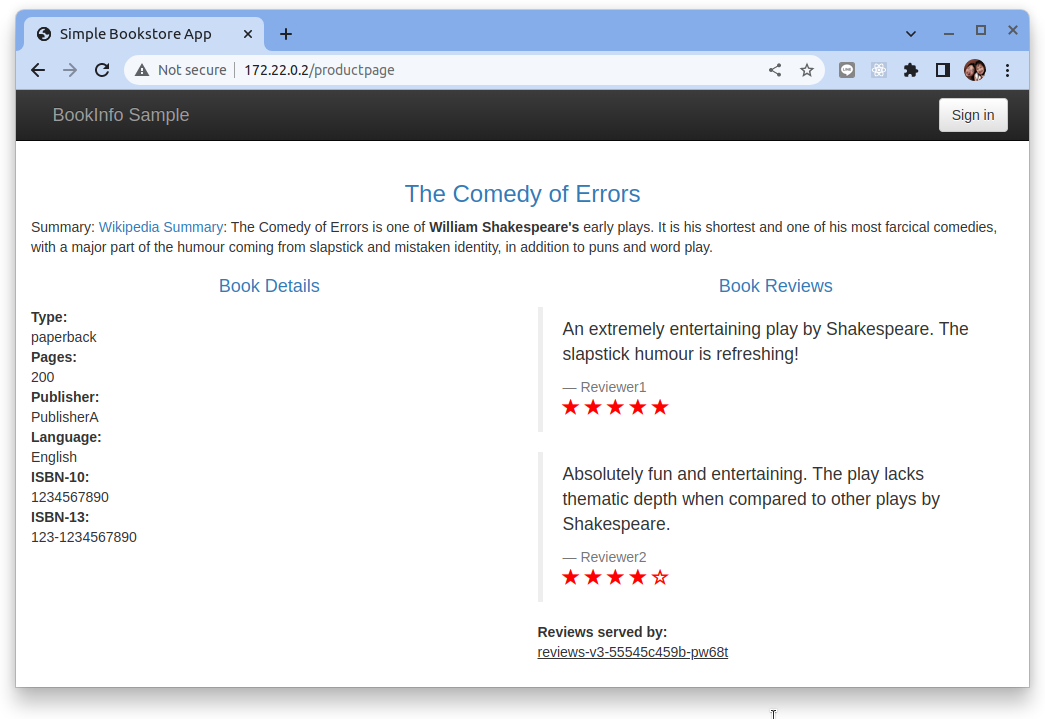 Simple Bookstore App
Not secure 172.22.0.2/productpage
BookInfo Sample
Sign in
The Comedy of Errors
Summary: Wikipedia Summary: The Comedy of Errors is one of William Shakespeare's early plays. It is his shortest and one of his most farcical comedies,
with a major part of the humour coming from slapstick and mistaken identity, in addition to puns and word play.
Book Details
Type:
paperback
Pages:
200
Publisher:
PublisherA
Language:
English
ISBN-10:
1234567890
ISBN-13:
123-1234567890
Book Reviews
An extremely entertaining play by Shakespeare. The
slapstick humour is refreshing!
— Reviewer1
★★★★★
Absolutely fun and entertaining. The play lacks
thematic depth when compared to other plays by
Shakespeare.
— Reviewer2
★★★★☆
Reviews served by:
reviews-v3-55545c459b-pw68t